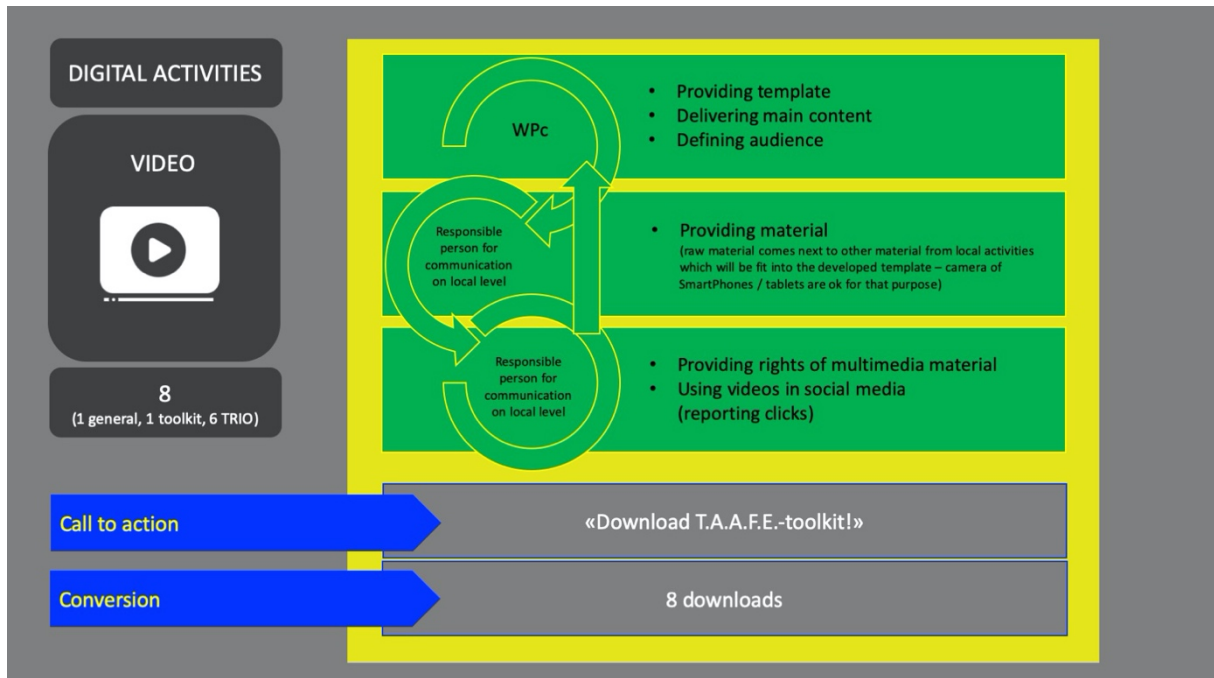 DIGITAL ACTIVITIES
VIDEO
8
(1 general, 1 toolkit, 6 TRIO)
WPc
• Providing template
• Delivering main content
• Defining audience
Responsible
person for
communication
on local level
• Providing material
(raw material comes next to other material from local activities
which will be fit into the developed template – camera of
SmartPhones / tablets are ok for that purpose)
Responsible
person for
communication
on local level
• Providing rights of multimedia material
• Using videos in social media
(reporting clicks)
Call to action
«Download T.A.A.F.E.-toolkit!»
Conversion
8 downloads